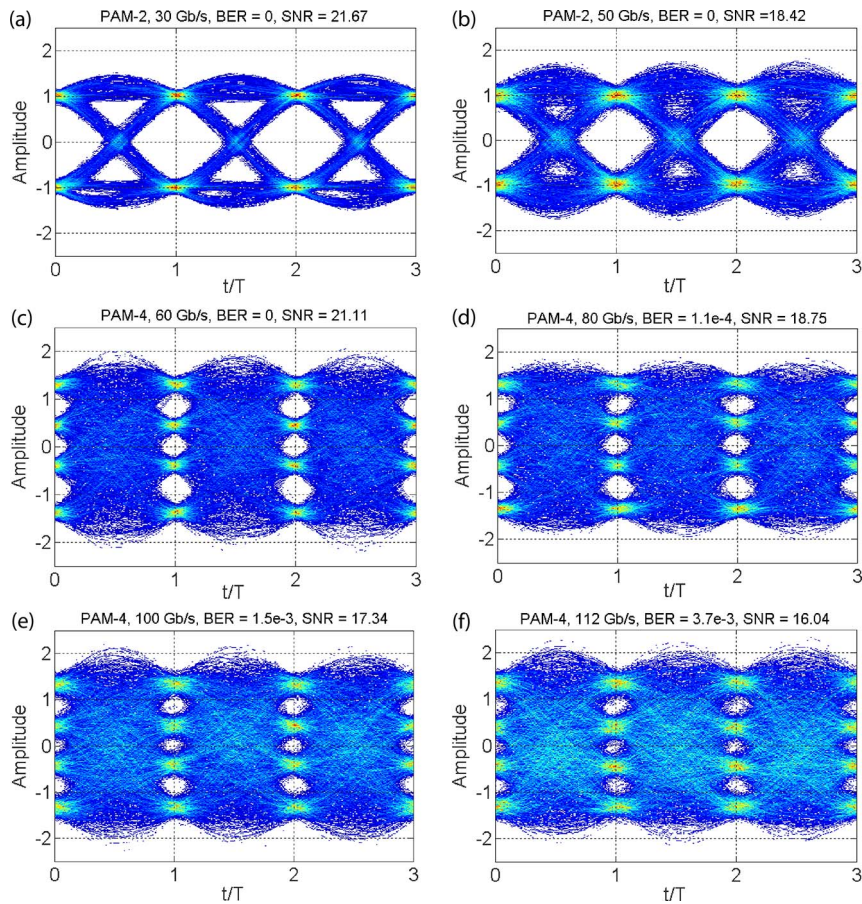 (a) PAM-2, 30 Gb/s, BER = 0, SNR = 21.67
2
1
0
-1
-2
Amplitude
0 1 2 3
t/T
(b) PAM-2, 50 Gb/s, BER = 0, SNR =18.42
2
1
0
-1
-2
Amplitude
0 1 2 3
t/T
(c) PAM-4, 60 Gb/s, BER = 0, SNR = 21.11
2
1
0
-1
-2
Amplitude
0 1 2 3
t/T
(d) PAM-4, 80 Gb/s, BER = 1.1e-4, SNR = 18.75
2
1
0
-1
-2
Amplitude
0 1 2 3
t/T
(e) PAM-4, 100 Gb/s, BER = 1.5e-3, SNR = 17.34
2
1
0
-1
-2
Amplitude
0 1 2 3
t/T
(f) PAM-4, 112 Gb/s, BER = 3.7e-3, SNR = 16.04
2
1
0
-1
-2
Amplitude
0 1 2 3
t/T